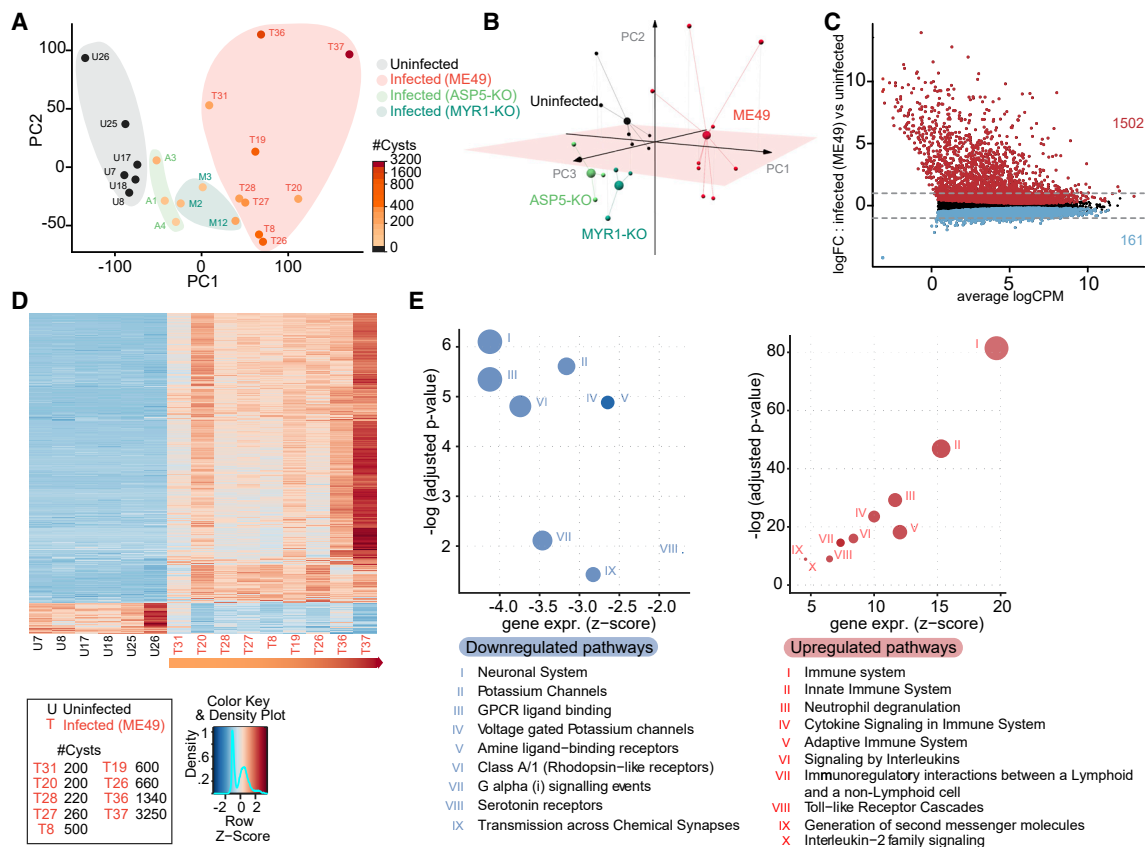 A
100
50
0
-50
PC2
-100
0
100
PC1
U26
U25
U17
U7
U18
U8
A3
A1
A4
M3
M2
M12
T36
T37
T31
T19
T28
T27
T20
T8
T26
Uninfected
Infected (ME49)
Infected (ASP5-KO)
Infected (MYR1-KO)
#Cysts
3200
1600
800
400
200
0
B
PC2
Uninfected
ME49
PC3
PC1
ASP5-KO
MYR1-KO
C
logFC : infected (ME49) vs uninfected
10
5
0
1502
161
0
5
10
average logCPM
D
U7
U8
U17
U18
U25
U26
T31
T20
T28
T27
T8
T19
T26
T36
T37
U Uninfected
T Infected (ME49)
#Cysts
T31 200 T19 600
T20 200 T26 660
T28 220 T36 1340
T27 260 T37 3250
T8 500
Color Key
& Density Plot
Density
1
.8
.2
-2 0 2
Row
Z-Score
E
-log (adjusted p-value)
6
5
4
3
2
I
II
III
IV
V
VI
VII
VIII
IX
-4.0 -3.5 -3.0 -2.5 -2.0
gene expr. (z-score)
Downregulated pathways
I Neuronal System
II Potassium Channels
III GPCR ligand binding
IV Voltage gated Potassium channels
V Amine ligand−binding receptors
VI Class A/1 (Rhodopsin−like receptors)
VII G alpha (i) signalling events
VIII Serotonin receptors
IX Transmission across Chemical Synapses
-log (adjusted p-value)
80
60
40
20
0
I
II
III
IV
V
VI
VII
VIII
IX
X
5 10 15 20
gene expr. (z-score)
Upregulated pathways
I Immune system
II Innate Immune System
III Neutrophil degranulation
IV Cytokine Signaling in Immune System
V Adaptive Immune System
VI Signaling by Interleukins
VII Immunoregulatory interactions between a Lymphoid
and a non-Lymphoid cell
VIII Toll-like Receptor Cascades
IX Generation of second messenger molecules
X Interleukin-2 family signaling